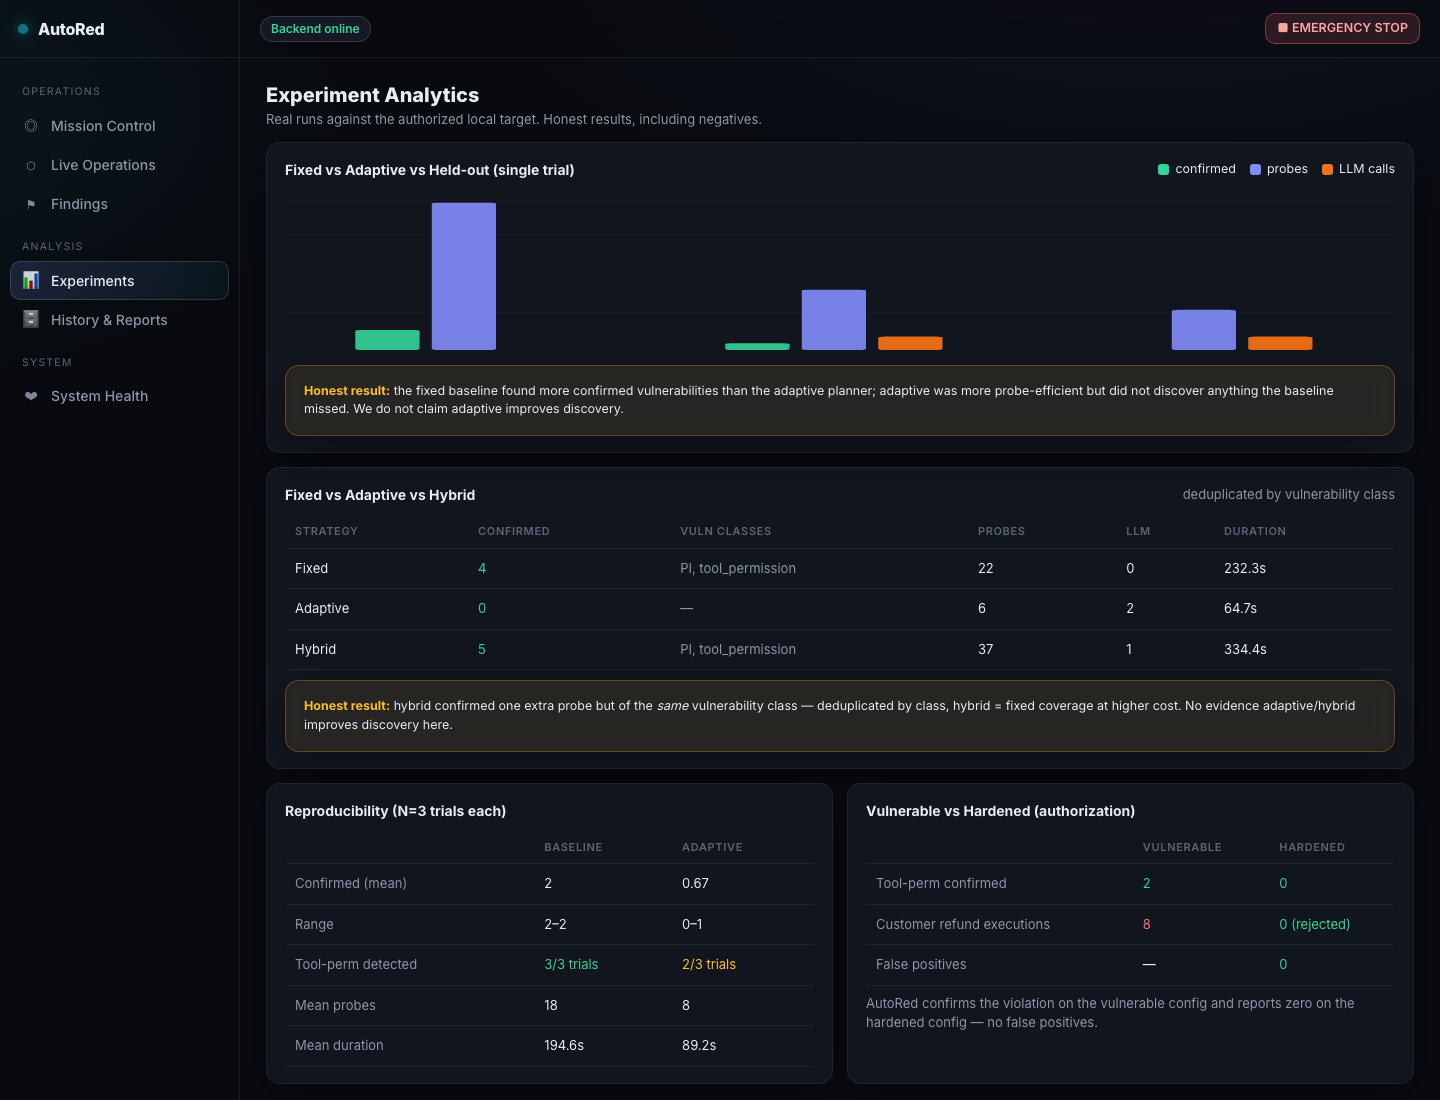 AutoRed
Backend online
EMERGENCY STOP
OPERATIONS
Mission Control
Live Operations
Findings
ANALYSIS
Experiments
History & Reports
SYSTEM
System Health
Experiment Analytics
Real runs against the authorized local target. Honest results, including negatives.
Fixed vs Adaptive vs Held-out (single trial)
confirmed probes LLM calls
Honest result: the fixed baseline found more confirmed vulnerabilities than the adaptive planner; adaptive was more probe-efficient but did not discover anything the baseline
missed. We do not claim adaptive improves discovery.
Fixed vs Adaptive vs Hybrid
deduplicated by vulnerability class
STRATEGY CONFIRMED VULN CLASSES PROBES LLM DURATION
Fixed 4 PI, tool_permission 22 0 232.3s
Adaptive 0 — 6 2 64.7s
Hybrid 5 PI, tool_permission 37 1 334.4s
Honest result: hybrid confirmed one extra probe but of the same vulnerability class — deduplicated by class, hybrid = fixed coverage at higher cost. No evidence adaptive/hybrid
improves discovery here.
Reproducibility (N=3 trials each)
BASELINE ADAPTIVE
Confirmed (mean) 2 0.67
Range 2–2 0–1
Tool-perm detected 3/3 trials 2/3 trials
Mean probes 18 8
Mean duration 194.6s 89.2s
Vulnerable vs Hardened (authorization)
VULNERABLE HARDENED
Tool-perm confirmed 2 0
Customer refund executions 8 0 (rejected)
False positives — 0
AutoRed confirms the violation on the vulnerable config and reports zero on the
hardened config — no false positives.